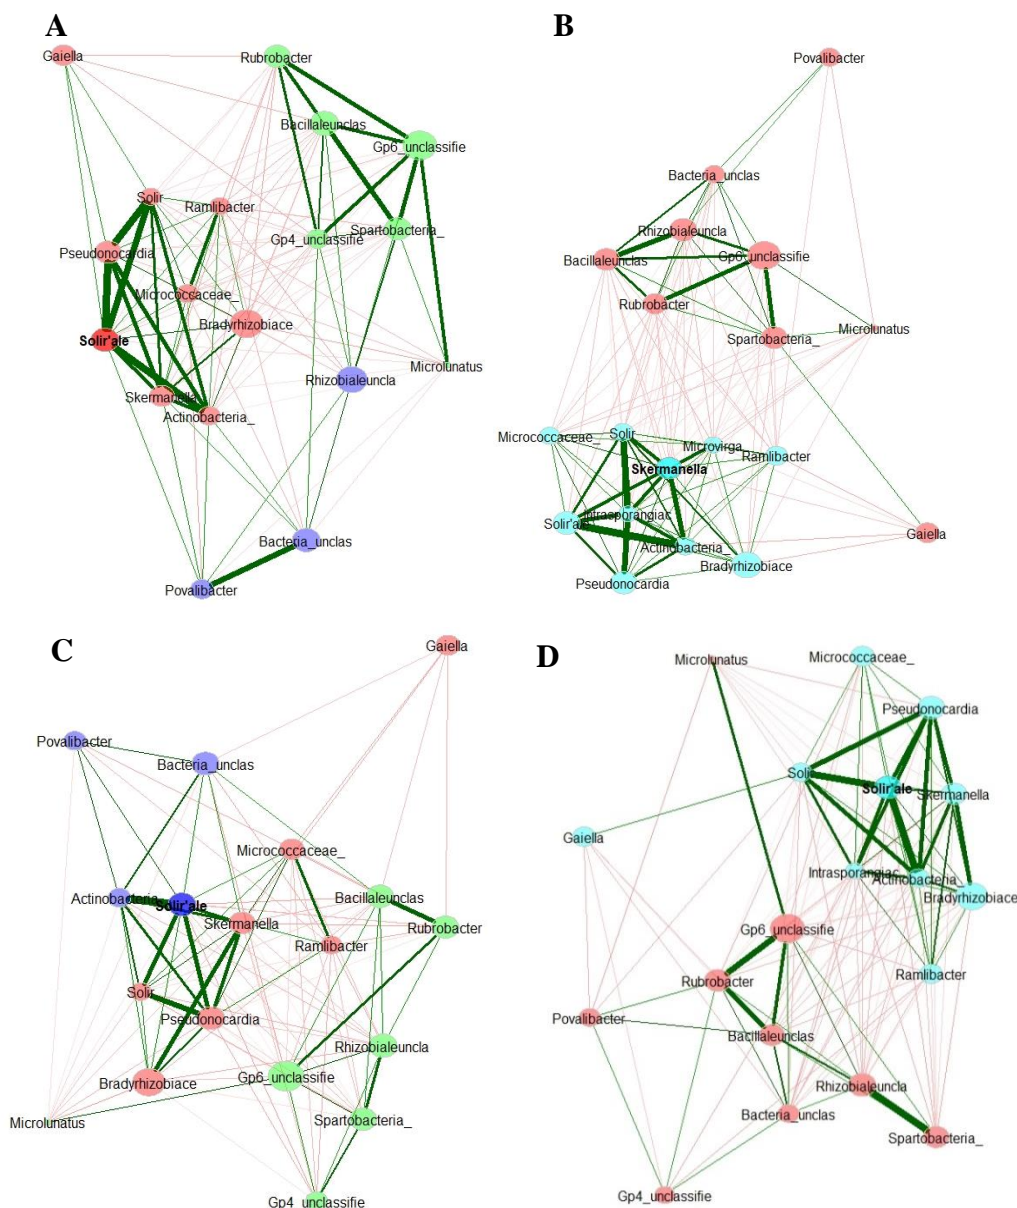 A
Gaiella
Rubrobacter
Bacillaleunclas
Gp6_unclassifie
Solir
Ramlibacter
Pseudonocardia
Gp4_unclassifie
Spartobacteria_
Micrococcaceae_
Bradyrhizobiace
Solir'ale
Microlunatus
Rhizobialeuncla
Skermanella
Actinobacteria_
Bacteria_unclas
Povalibacter
B
Povalibacter
Bacteria_unclas
Rhizobialeuncla
Gp6_unclassifie
Bacillaleunclas
Rubrobacter
Microlunatus
Spartobacteria_
Micrococcaceae_
Solir
Microvirga
Ramlibacter
Skermanella
Intrasporangiac
Solir'ale
Gaiella
Actinobacteria_
Bradyrhizobiace
Pseudonocardia
C
Gaiella
Povalibacter
Bacteria_unclas
Micrococcaceae_
Actinobacteria_
Solir'ale
Bacillaleunclas
Skermanella
Rubrobacter
Ramlibacter
Solir
Pseudonocardia
Rhizobialeuncla
Bradyrhizobiace
Gp6_unclassifie
Microlunatus
Spartobacteria_
Gp4_unclassifie
D
Microlunatus
Micrococcaceae_
Pseudonocardia
Solir
Solir'ale
Skermanella
Gaiella
Intrasporangiac
Actinobacteria_
Bradyrhizobiace
Gp6_unclassifie
Ramlibacter
Rubrobacter
Povalibacter
Bacillaleunclas
Rhizobialeuncla
Bacteria_unclas
Spartobacteria_
Gp4_unclassifie